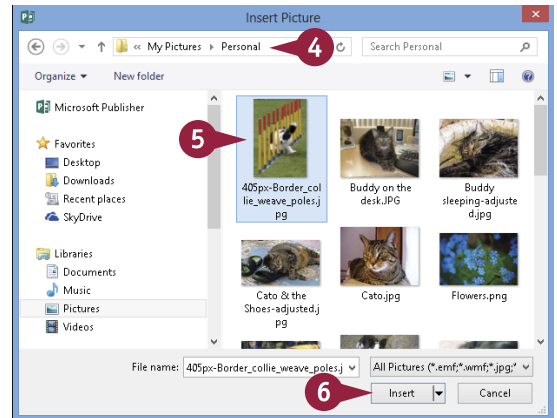 Insert Picture
« My Pictures Personal
4
Search Personal
Organize
New folder
Microsoft Publisher
Favorites
Desktop
Downloads
Recent places
SkyDrive
Libraries
Documents
Music
Pictures
Videos
5
405px-Border_col
lie_weave_poles.j
pg
Buddy on the
desk.JPG
Buddy
sleeping-adjuste
d.jpg
Cato & the
Shoes-adjusted.j
pg
Cato.jpg
Flowers.png
File name: 405px-Border_collie_weave_poles.j
All Pictures (*.emf;*.wmf;*.jpg;*
6
Insert
Cancel